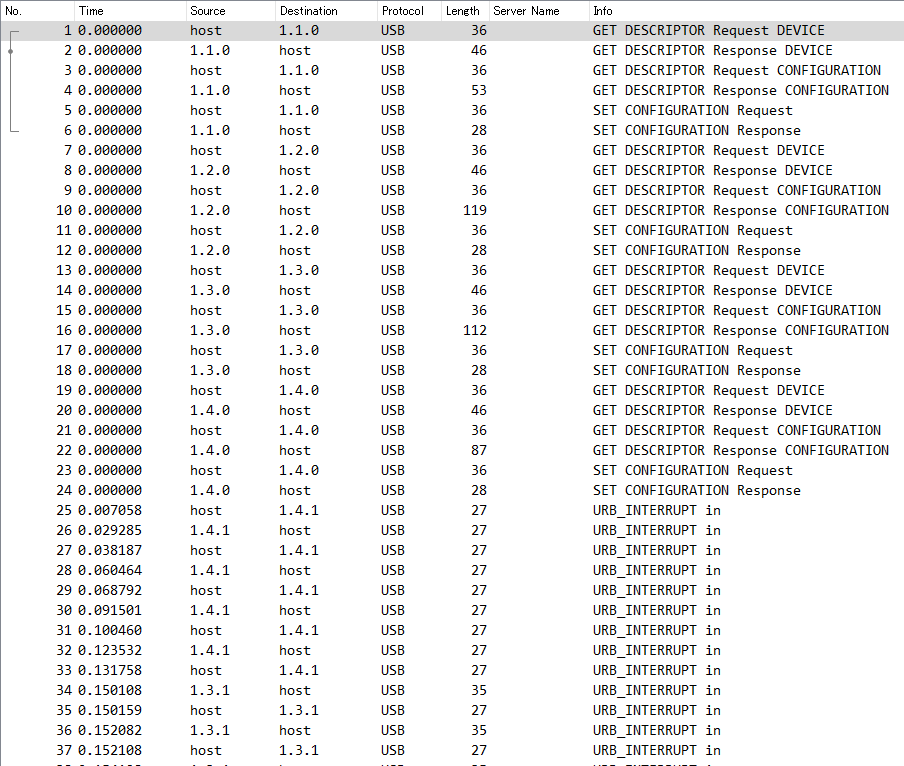 No. Time Source Destination Protocol Length Server Name Info
1 0.000000 host 1.1.0 USB 36 GET DESCRIPTOR Request DEVICE
2 0.000000 1.1.0 host USB 46 GET DESCRIPTOR Response DEVICE
3 0.000000 host 1.1.0 USB 36 GET DESCRIPTOR Request CONFIGURATION
4 0.000000 1.1.0 host USB 53 GET DESCRIPTOR Response CONFIGURATION
5 0.000000 host 1.1.0 USB 36 SET CONFIGURATION Request
6 0.000000 1.1.0 host USB 28 SET CONFIGURATION Response
7 0.000000 host 1.2.0 USB 36 GET DESCRIPTOR Request DEVICE
8 0.000000 1.2.0 host USB 46 GET DESCRIPTOR Response DEVICE
9 0.000000 host 1.2.0 USB 36 GET DESCRIPTOR Request CONFIGURATION
10 0.000000 1.2.0 host USB 119 GET DESCRIPTOR Response CONFIGURATION
11 0.000000 host 1.2.0 USB 36 SET CONFIGURATION Request
12 0.000000 1.2.0 host USB 28 SET CONFIGURATION Response
13 0.000000 host 1.3.0 USB 36 GET DESCRIPTOR Request DEVICE
14 0.000000 1.3.0 host USB 46 GET DESCRIPTOR Response DEVICE
15 0.000000 host 1.3.0 USB 36 GET DESCRIPTOR Request CONFIGURATION
16 0.000000 1.3.0 host USB 112 GET DESCRIPTOR Response CONFIGURATION
17 0.000000 host 1.3.0 USB 36 SET CONFIGURATION Request
18 0.000000 1.3.0 host USB 28 SET CONFIGURATION Response
19 0.000000 host 1.4.0 USB 36 GET DESCRIPTOR Request DEVICE
20 0.000000 1.4.0 host USB 46 GET DESCRIPTOR Response DEVICE
21 0.000000 host 1.4.0 USB 36 GET DESCRIPTOR Request CONFIGURATION
22 0.000000 1.4.0 host USB 87 GET DESCRIPTOR Response CONFIGURATION
23 0.000000 host 1.4.0 USB 36 SET CONFIGURATION Request
24 0.000000 1.4.0 host USB 28 SET CONFIGURATION Response
25 0.007058 host 1.4.1 USB 27 URB_INTERRUPT in
26 0.029285 1.4.1 host USB 27 URB_INTERRUPT in
27 0.038187 host 1.4.1 USB 27 URB_INTERRUPT in
28 0.060464 1.4.1 host USB 27 URB_INTERRUPT in
29 0.068792 host 1.4.1 USB 27 URB_INTERRUPT in
30 0.091501 1.4.1 host USB 27 URB_INTERRUPT in
31 0.100460 host 1.4.1 USB 27 URB_INTERRUPT in
32 0.123532 1.4.1 host USB 27 URB_INTERRUPT in
33 0.131758 host 1.4.1 USB 27 URB_INTERRUPT in
34 0.150108 1.3.1 host USB 35 URB_INTERRUPT in
35 0.150159 host 1.3.1 USB 27 URB_INTERRUPT in
36 0.152082 1.3.1 host USB 35 URB_INTERRUPT in
37 0.152108 host 1.3.1 USB 27 URB_INTERRUPT in